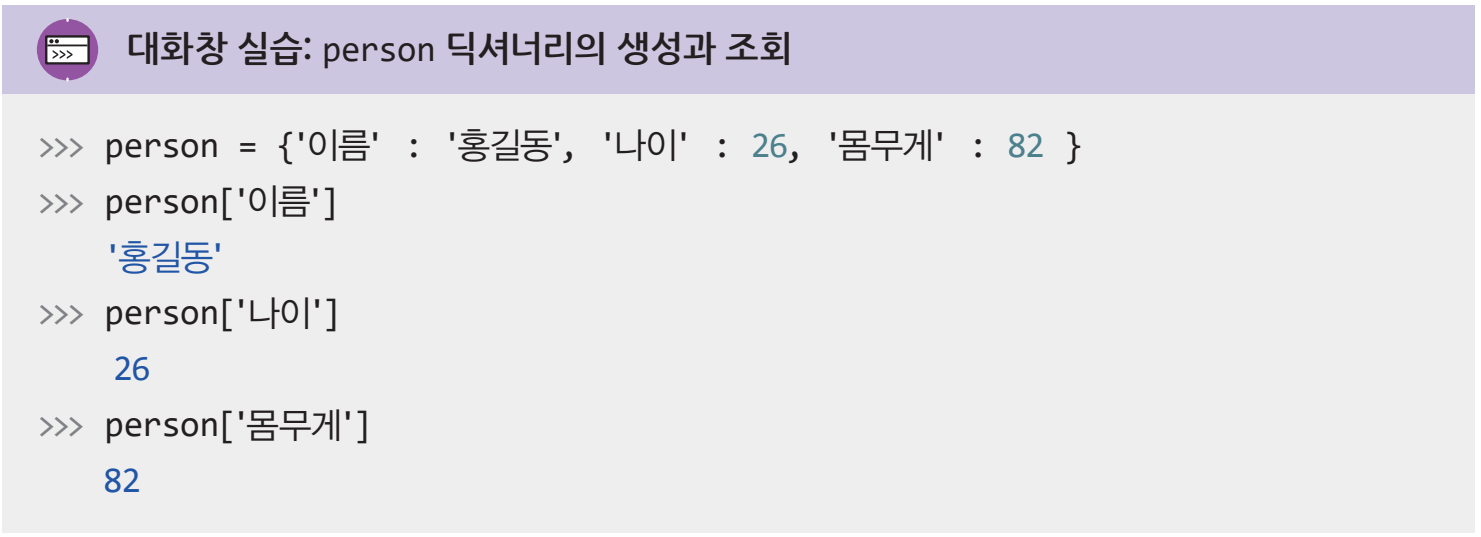 >>>
대화창 실습: person 딕셔너리의 생성과 조회
>>> person = {'이름' : '홍길동', '나이' : 26, '몸무게' : 82 }
>>> person['이름']
'홍길동'
>>> person['나이']
26
>>> person['몸무게']
82